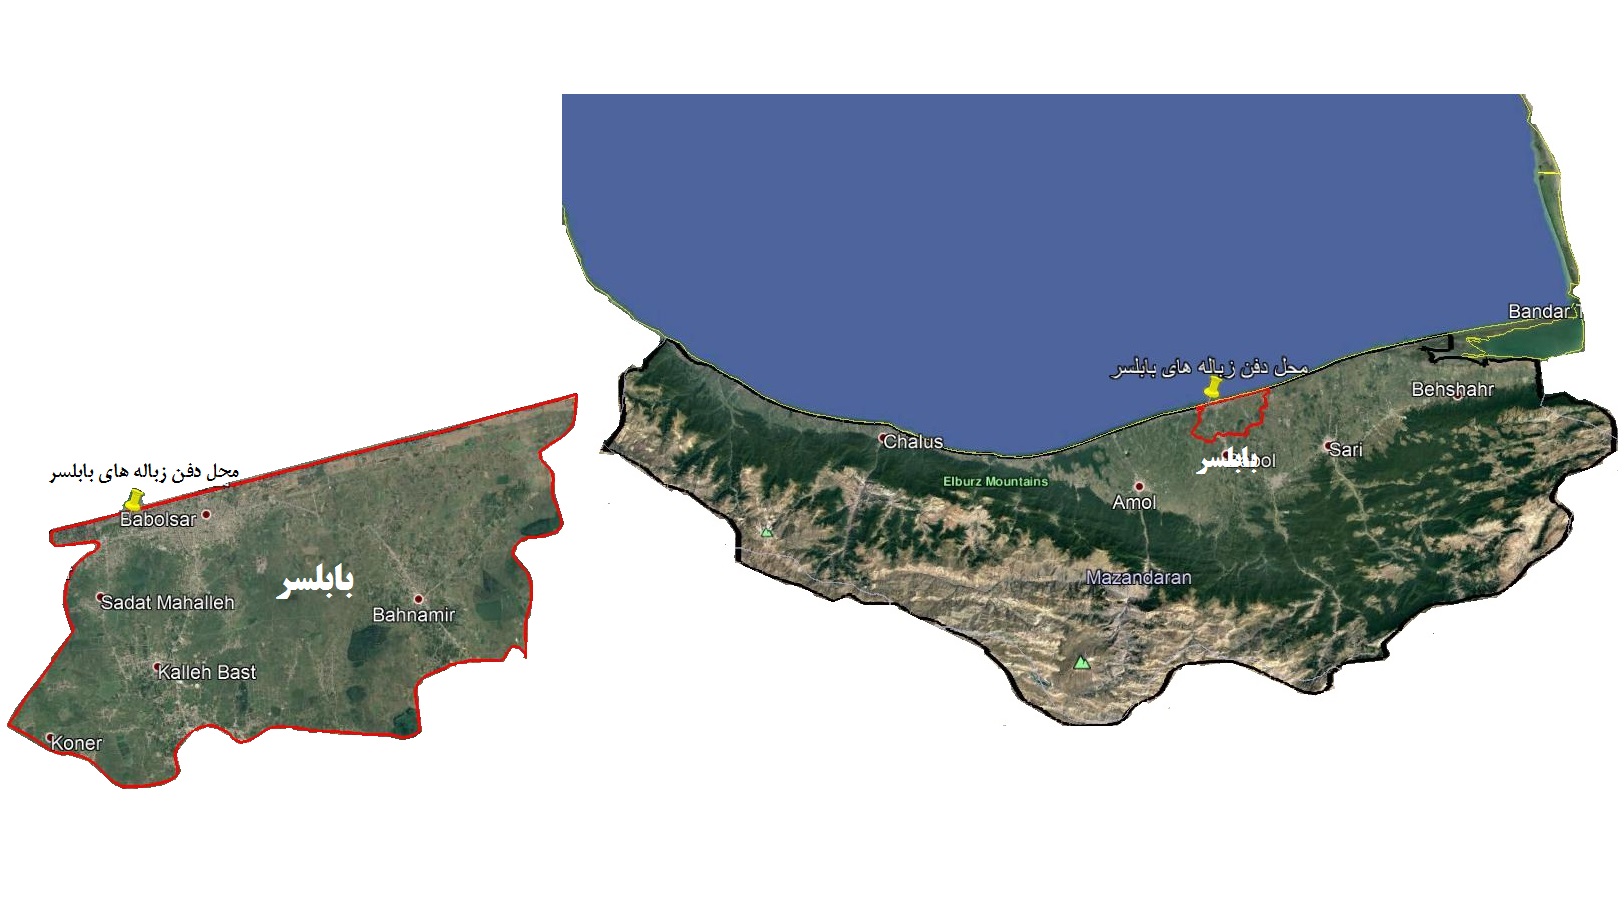 محل دفن زباله های بابلسر
Babolsar
بابلسر
Sadat Mahalleh
Bahnamir
Kalleh Bast
Koner
Bandar T
محل دفن زباله های بابلسر
Behshahr
Chalus
Sari
بابلسر
Elburz Mountains
Amol
Mazandaran